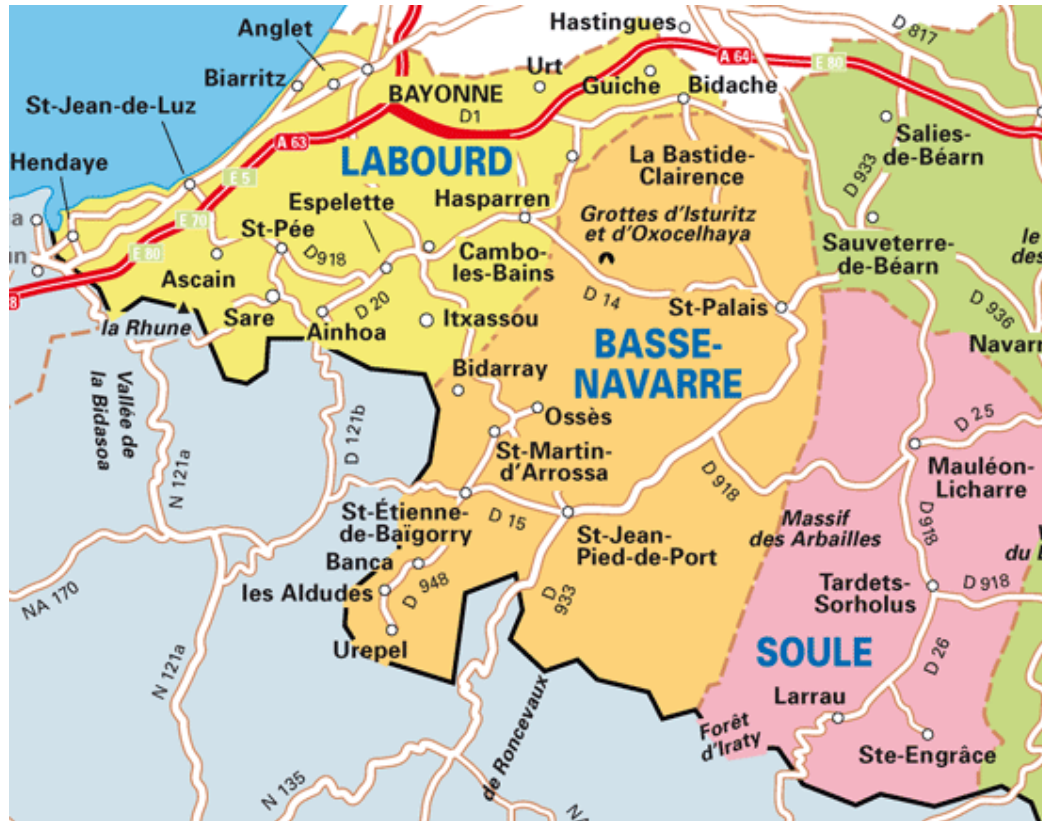 Hastingues
D 817
Anglet
A 64
E 80
Biarritz
Urt
Guiche
Bidache
BAYONNE
D1
St-Jean-de-Luz
Salies-
de-Béarn
A 63
LABOURD
La Bastide-
Clairence
Hendaye
E 5
D 933
Espelette
Hasparren
Grottes d'Isturitz
et d'Oxocelhaya
E 70
St-Pée
Sauveterre-
de-Béarn
le
des
E 80
D918
Cambo-
les-Bains
Ascain
D 14
St-Palais
D 936
la Rhune
Sare
D 20
Ainhoa
Itxassou
BASSE-
NAVARRE
Navarr
Vallée de
la Bidasoa
Bidarray
Ossès
D 25
D 121b
St-Martin-
d'Arrossa
Mauléon-
Licharre
N 121a
D 918
St-Étienne-
de-Baïgorry
D 15
St-Jean-
Pied-de-Port
Massif
des Arbailles
D 918
Banca
du
NA 170
les Aldudes
D 948
D
933
Tardets-
Sorholus
D 918
Urepel
SOULE
D 26
N 121a
Larrau
Forêt
d'Iraty
Ste-Engrâce
de Roncevaux
N 135